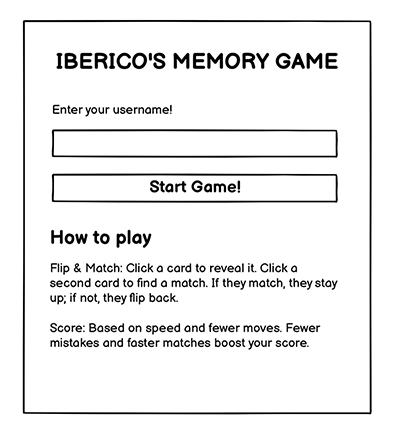 IBERICO'S MEMORY GAME
Enter your username!
Start Game!
How to play
Flip & Match: Click a card to reveal it. Click a
second card to find a match. If they match, they stay
up; if not, they flip back.
Score: Based on speed and fewer moves. Fewer
mistakes and faster matches boost your score.